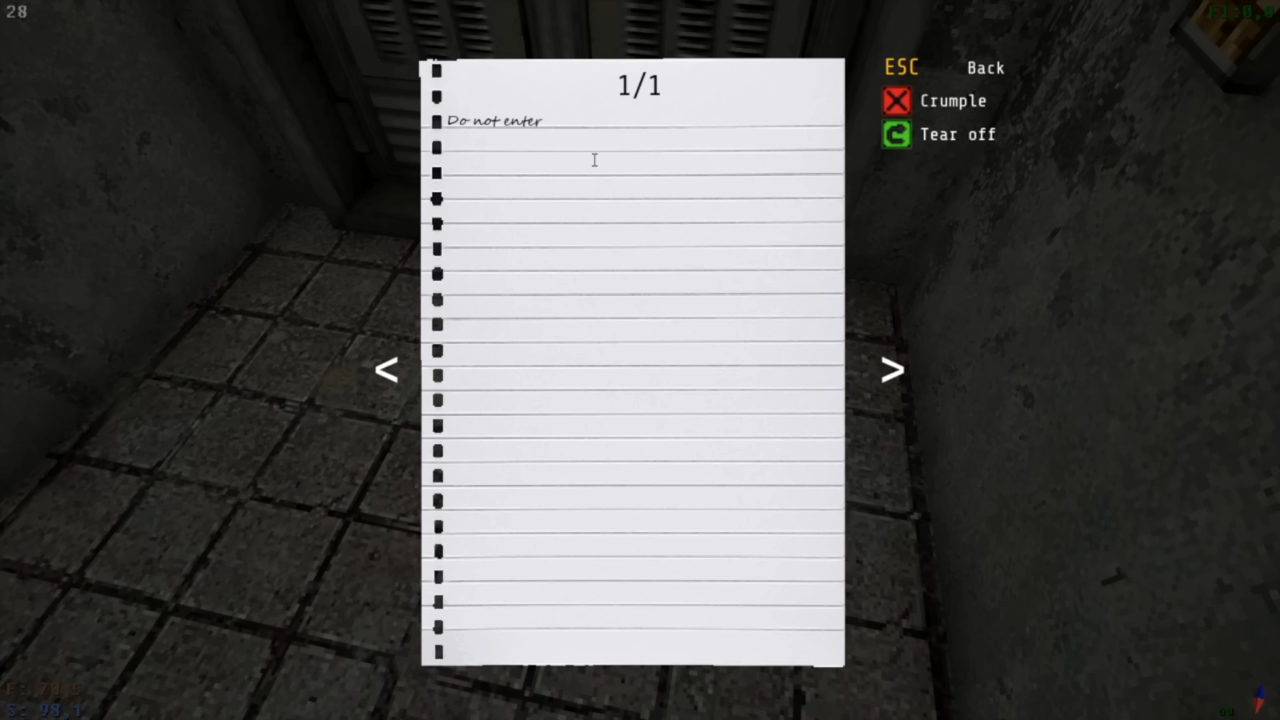 28
1/1
ESC Back
Crumple
Tear off
Do not enter
< >